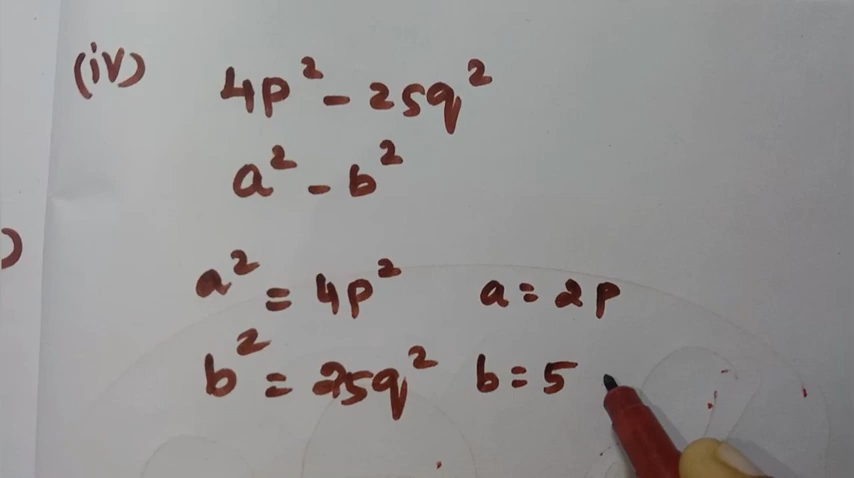 (iv) 4p² - 25q²
a² - b²
)
a² = 4p² a = 2p
b² = 25q² b = 5